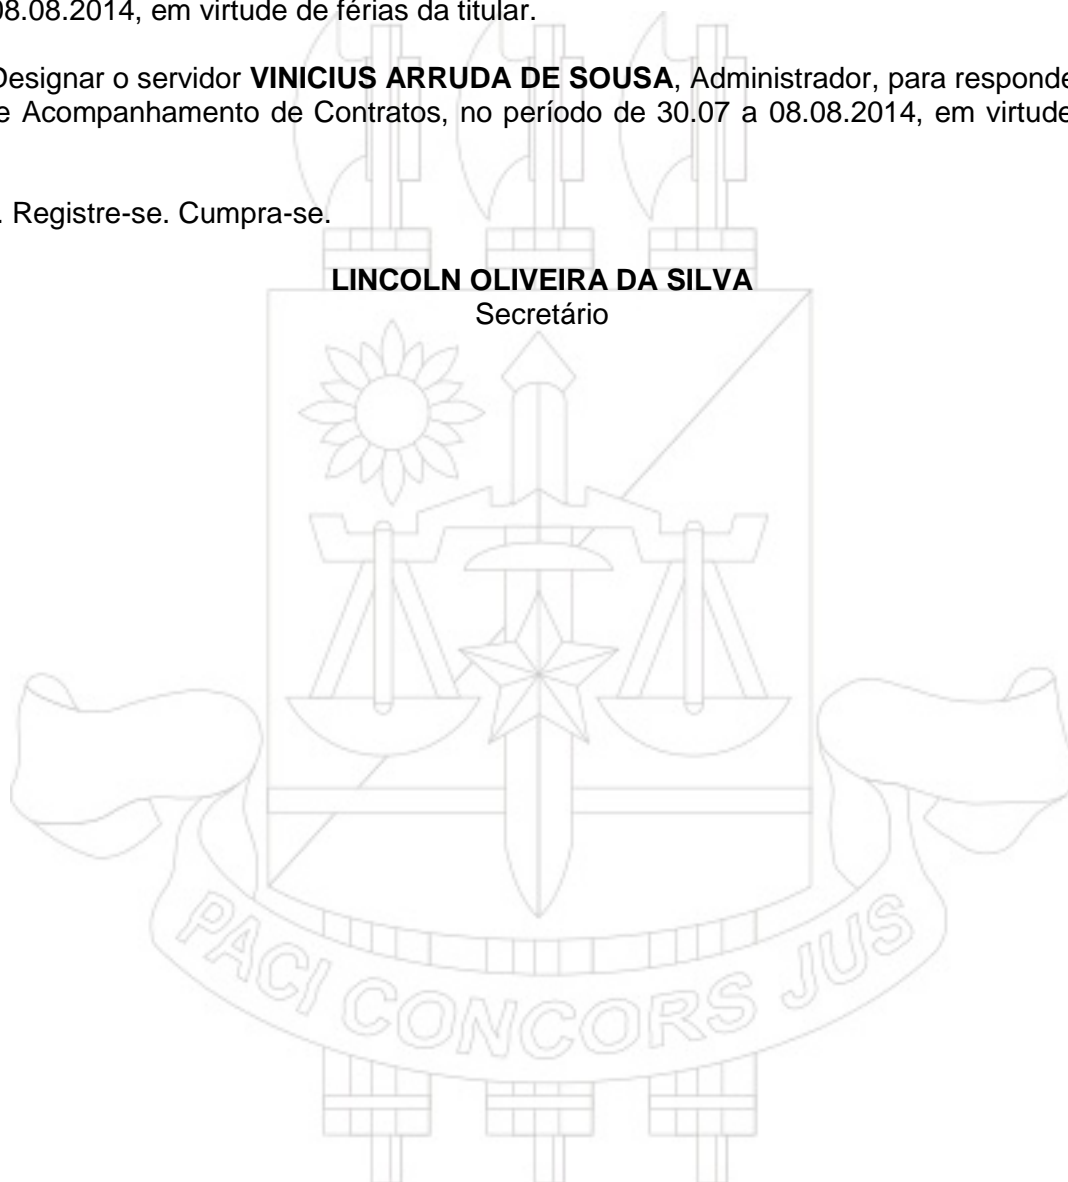 08.08.2014, em virtude de férias da titular.
Designar o servidor VINICIUS ARRUDA DE SOUSA, Administrador, para responde
e Acompanhamento de Contratos, no período de 30.07 a 08.08.2014, em virtude
. Registre-se. Cumpra-se.
LINCOLN OLIVEIRA DA SILVA
Secretário
PACI CONCORS JUS